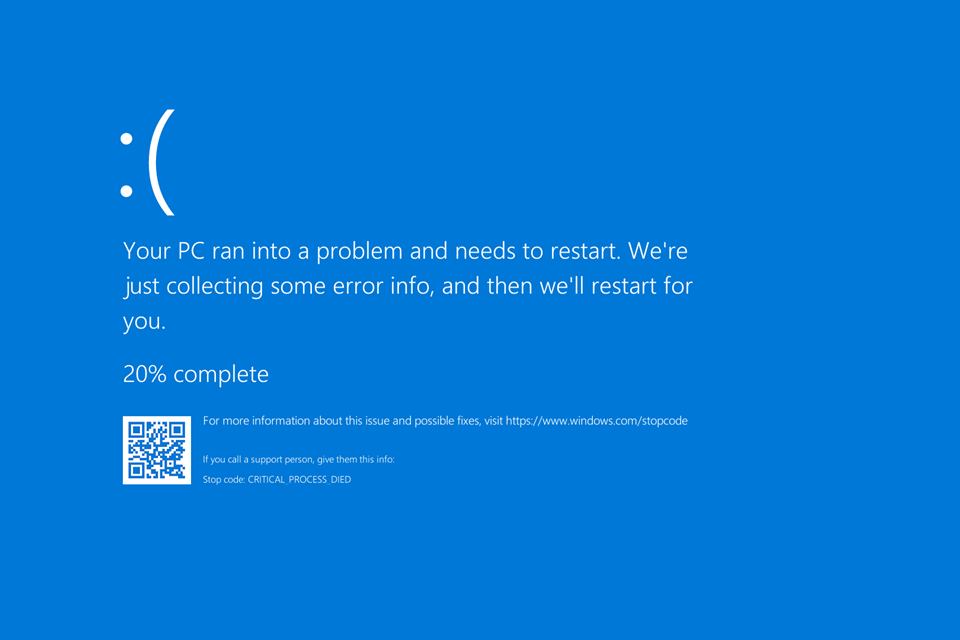 :(
Your PC ran into a problem and needs to restart. We're
just collecting some error info, and then we'll restart for
you.
20% complete
For more information about this issue and possible fixes, visit https://www.windows.com/stopcode
If you call a support person, give them this info:
Stop code: CRITICAL_PROCESS_DIED